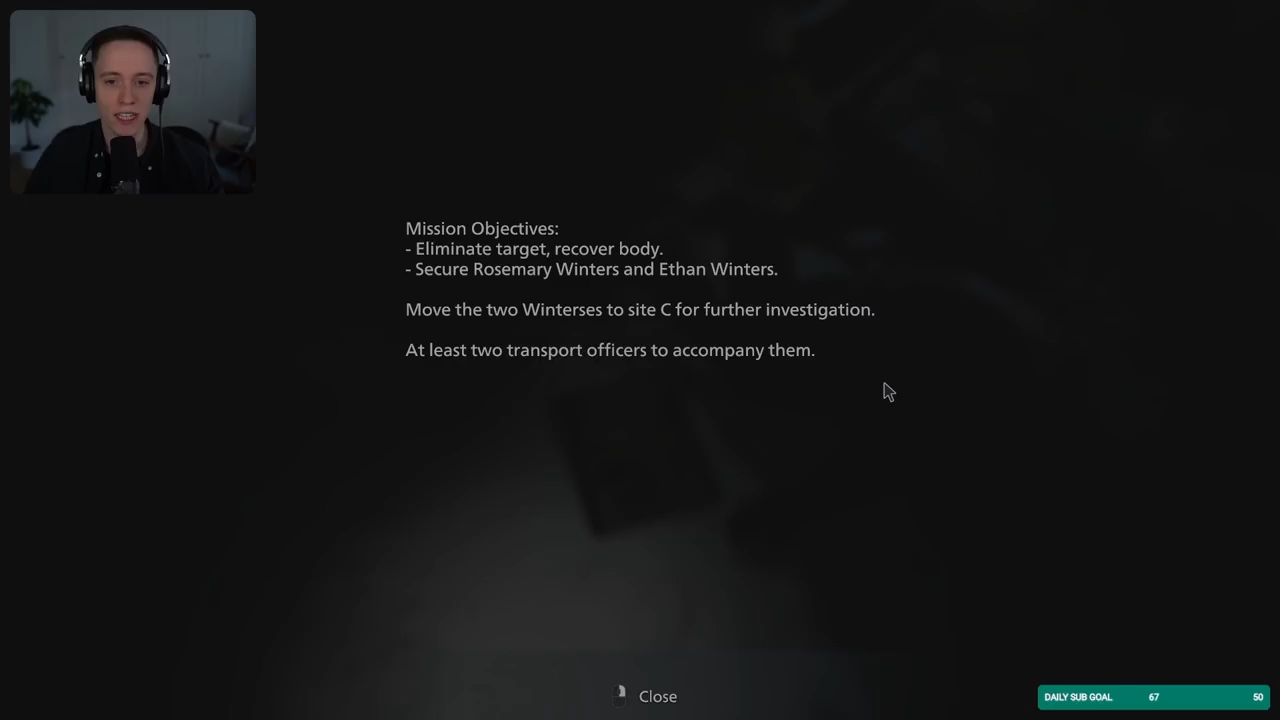 Mission Objectives:
- Eliminate target, recover body.
- Secure Rosemary Winters and Ethan Winters.
Move the two Winterses to site C for further investigation.
At least two transport officers to accompany them.
Close
DAILY SUB GOAL 67 50